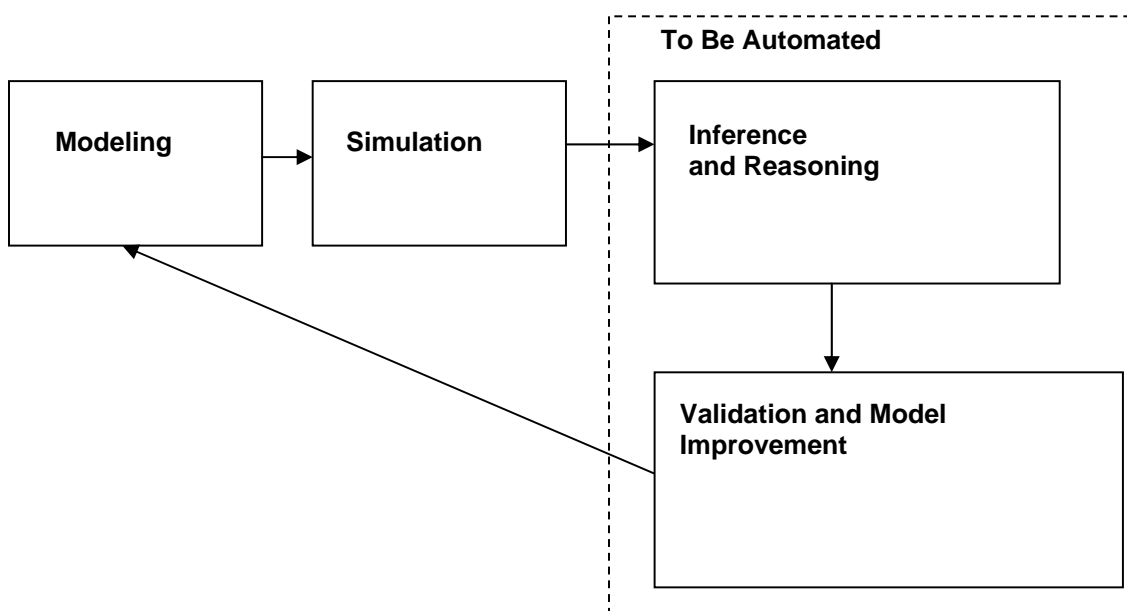 To Be Automated
Modeling
Simulation
Inference
and Reasoning
Validation and Model
Improvement